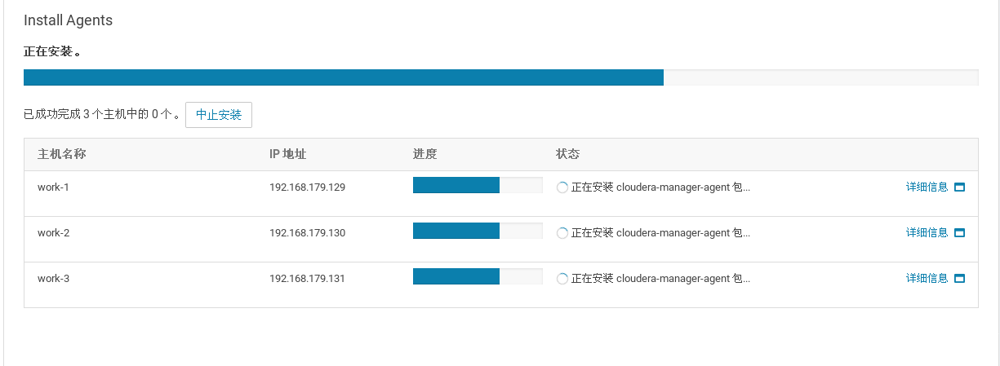 Install Agents
正在安装。
已成功完成 3 个主机中的 0 个。 中止安装
主机名称 IP 地址 进度 状态
work-1 192.168.179.129 正在安装 cloudera-manager-agent 包... 详细信息
work-2 192.168.179.130 正在安装 cloudera-manager-agent 包... 详细信息
work-3 192.168.179.131 正在安装 cloudera-manager-agent 包... 详细信息